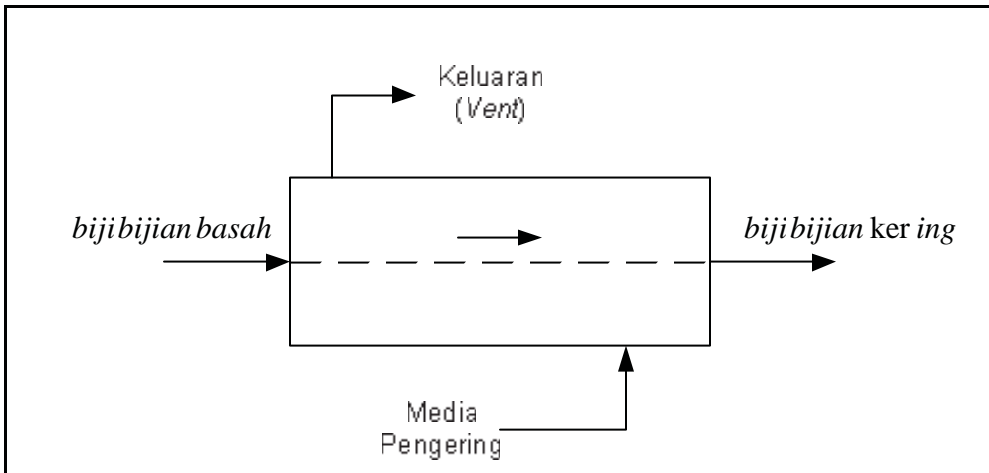 Keluaran
(Vent)
biji bijian basah
biji bijian ker ing
Media
Pengering